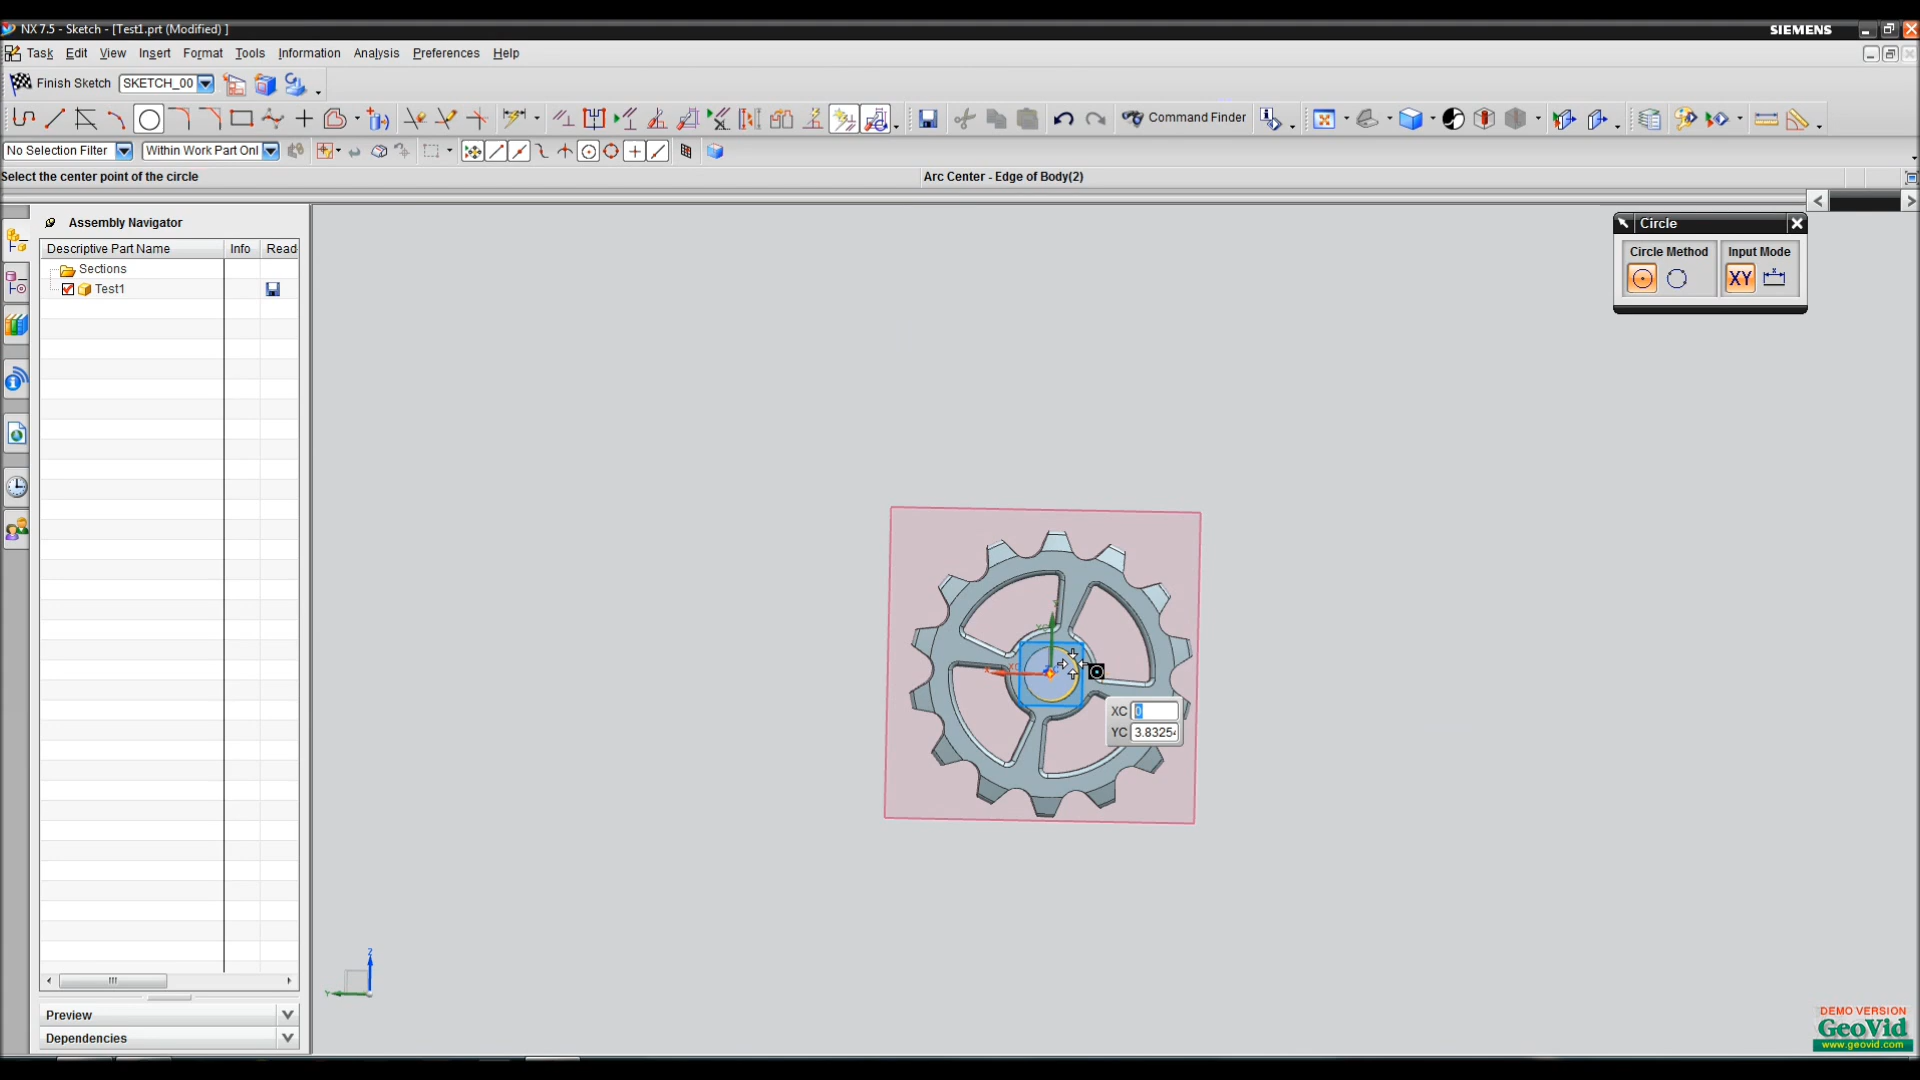 NX 7.5 - Sketch - [Test1.prt (Modified) ]
SIEMENS
Task Edit View Insert Format Tools Information Analysis Preferences Help
Finish Sketch SKETCH_00
Command Finder
No Selection Filter Within Work Part Onl
Select the center point of the circle
Arc Center - Edge of Body(2)
Assembly Navigator
Descriptive Part Name Info Read
Sections
Test1
Circle
Circle Method Input Mode
XY
XC 0
YC 3.8325
Z
Y
Preview
Dependencies
DEMO VERSION
GeoVid
www.geovid.com